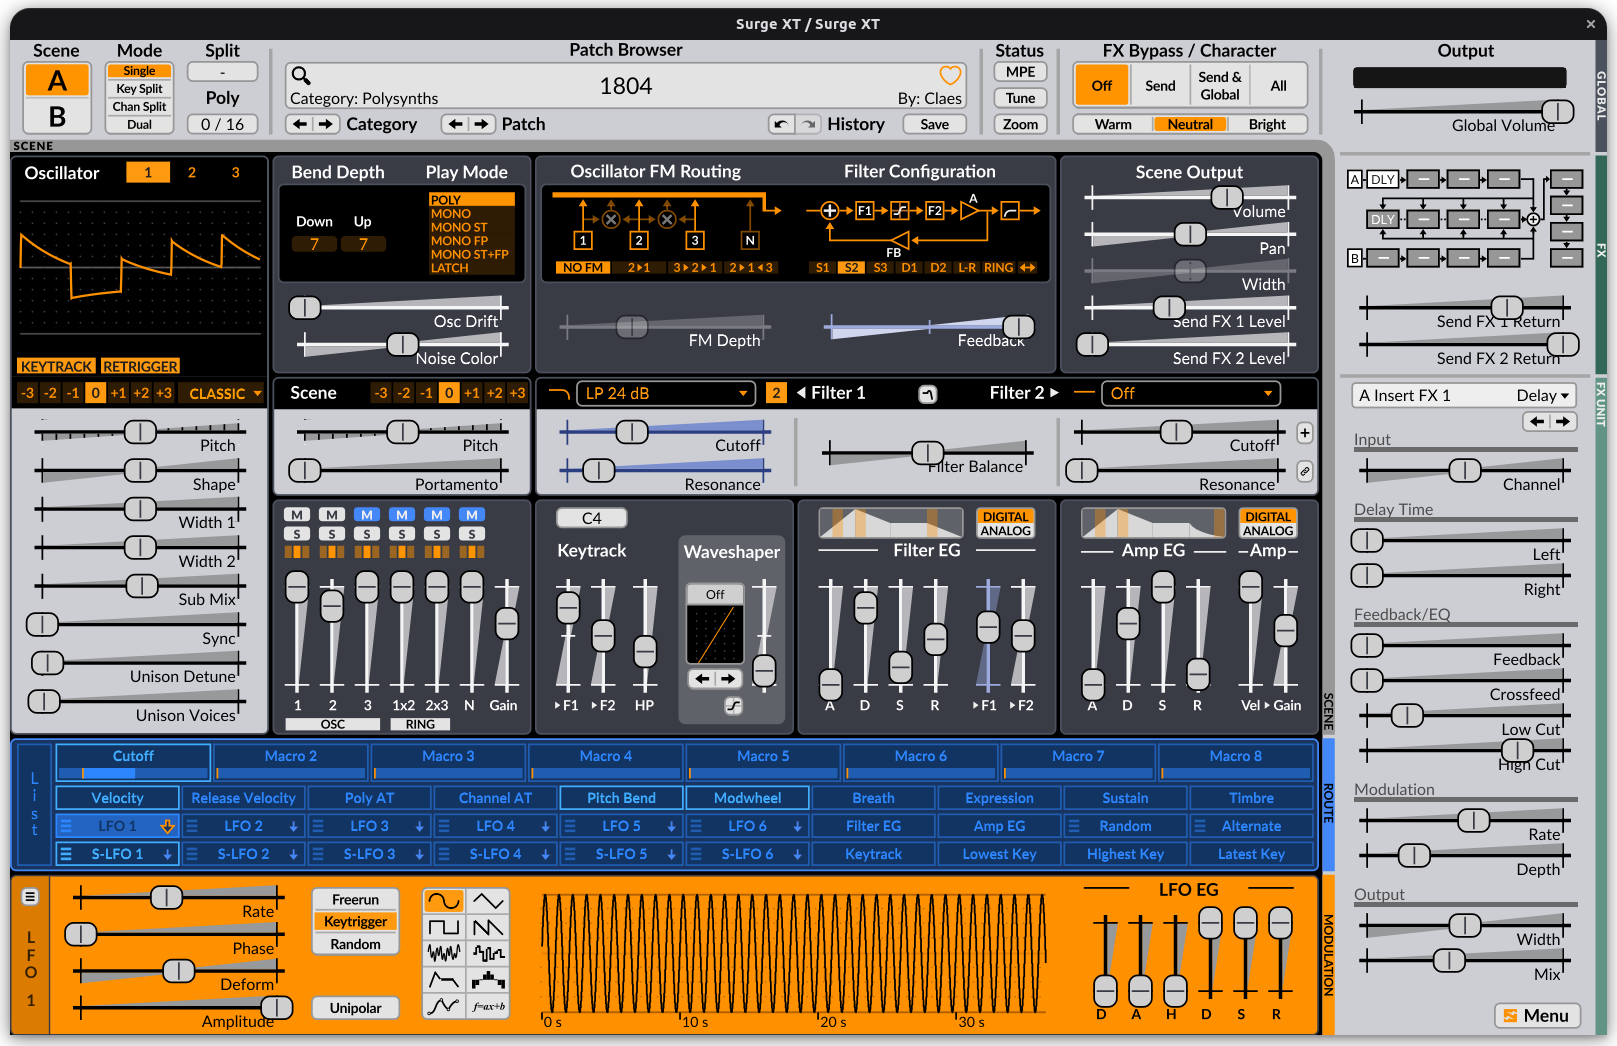 Surge XT / Surge XT
×
Scene
Mode
Split
Patch Browser
Status
FX Bypass / Character
Output
A
B
Single
Key Split
Chan Split
Dual
-
Poly
0 / 16
1804
Category: Polysynths
By: Claes
Category
Patch
History
Save
MPE
Tune
Zoom
Off
Send
Send & Global
All
Warm
Neutral
Bright
Global Volume
GLOBAL
SCENE
Oscillator
1
2
3
KEYTRACK
RETRIGGER
-3 -2 -1 0 +1 +2 +3
CLASSIC
Pitch
Shape
Width 1
Width 2
Sub Mix
Sync
Unison Detune
Unison Voices
Bend Depth
Play Mode
Down
Up
7
7
POLY
MONO
MONO ST
MONO FP
MONO ST+FP
LATCH
Osc Drift
Noise Color
Oscillator FM Routing
Filter Configuration
1
2
3
N
NO FM
2▸1
3▸2▸1
2▸1◂3
F1
F2
A
FB
S1
S2
S3
D1
D2
L-R
RING
FM Depth
Feedback
Scene Output
Volume
Pan
Width
Send FX 1 Level
Send FX 2 Level
Scene
-3 -2 -1 0 +1 +2 +3
Pitch
Portamento
LP 24 dB
2
◀ Filter 1
Filter 2 ▶
Off
Cutoff
Resonance
Filter Balance
Cutoff
Resonance
+
M M M M M M
S S S S S S
1 2 3 1x2 2x3 N Gain
OSC
RING
C4
Keytrack
▸F1
▸F2
HP
Waveshaper
Off
DIGITAL
ANALOG
Filter EG
A D S R
▸F1
▸F2
DIGITAL
ANALOG
Amp EG
Amp
A D S R
Vel ▸ Gain
SCENE
List
Cutoff
Macro 2
Macro 3
Macro 4
Macro 5
Macro 6
Macro 7
Macro 8
Velocity
Release Velocity
Poly AT
Channel AT
Pitch Bend
Modwheel
Breath
Expression
Sustain
Timbre
LFO 1
LFO 2
LFO 3
LFO 4
LFO 5
LFO 6
Filter EG
Amp EG
Random
Alternate
S-LFO 1
S-LFO 2
S-LFO 3
S-LFO 4
S-LFO 5
S-LFO 6
Keytrack
Lowest Key
Highest Key
Latest Key
ROUTE
LFO 1
Rate
Phase
Deform
Amplitude
Freerun
Keytrigger
Random
Unipolar
f=ax+b
0 s
10 s
20 s
30 s
LFO EG
D A H D S R
MODULATION
A
DLY
DLY
B
FX
Send FX 1 Return
Send FX 2 Return
A Insert FX 1
Delay
FX UNIT
Input
Channel
Delay Time
Left
Right
Feedback/EQ
Feedback
Crossfeed
Low Cut
High Cut
Modulation
Rate
Depth
Output
Width
Mix
Menu